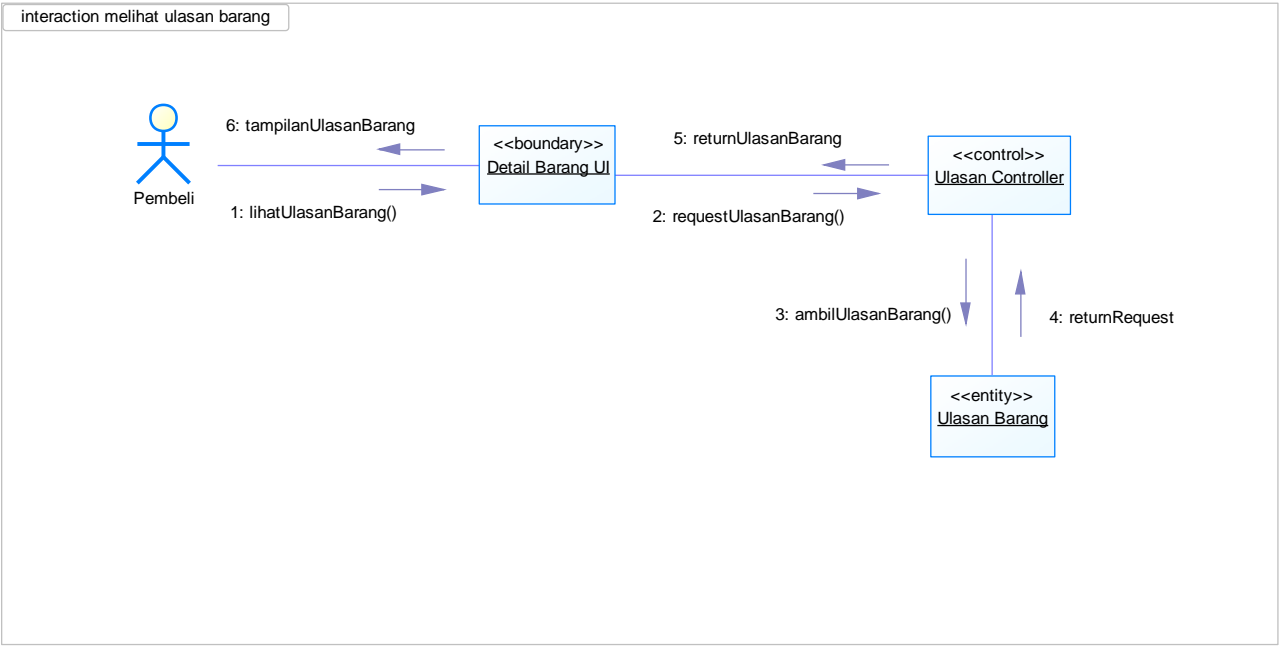 interaction melihat ulasan barang
6: tampilanUlasanBarang
Pembeli
1: lihatUlasanBarang()
<<boundary>>
Detail Barang UI
5: returnUlasanBarang
2: requestUlasanBarang()
<<control>>
Ulasan Controller
3: ambilUlasanBarang()
4: returnRequest
<<entity>>
Ulasan Barang